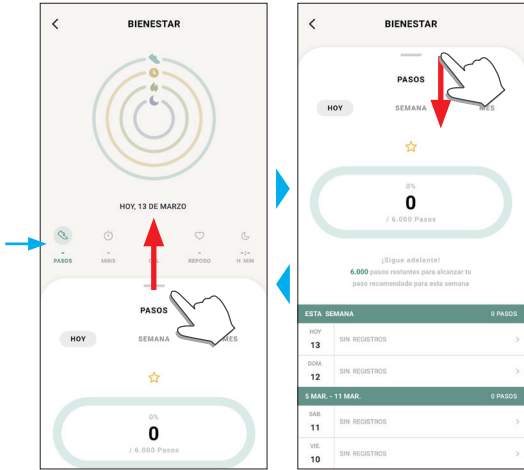 BIENESTAR
HOY, 13 DE MARZO
- - - - -:-
PASOS MINS REPOSO H MIN
PASOS
HOY SEMANA MES
0%
0
/ 6.000 Pasos
BIENESTAR
PASOS
HOY SEMANA MES
0%
0
/ 6.000 Pasos
¡Sigue adelante!
6.000 pasos restantes para alcanzar tu
paso recomendado para esta semana
ESTA SEMANA 0 PASOS
HOY
13 SIN REGISTROS
DOM.
12 SIN REGISTROS
5 MAR. - 11 MAR. 0 PASOS
SÁB.
11 SIN REGISTROS
VIE.
10 SIN REGISTROS